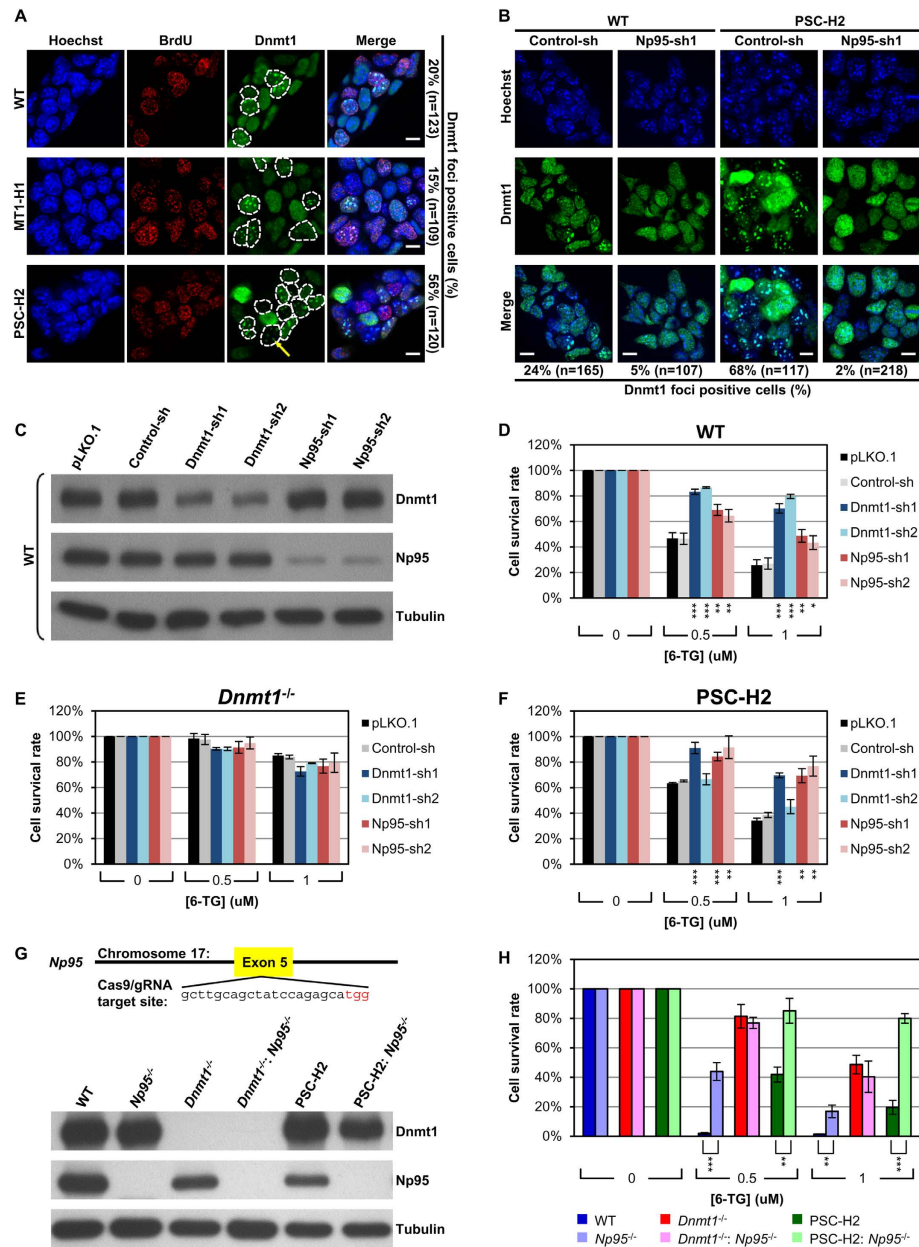 A
Hoechst BrdU Dnmt1 Merge
WT
20% (n=123)
MT1-H1
15% (n=109)
PSC-H2
56% (n=120)
Dnmt1 foci positive cells (%)
B
WT PSC-H2
Control-sh Np95-sh1 Control-sh Np95-sh1
Hoechst
Dnmt1
Merge
24% (n=165) 5% (n=107) 68% (n=117) 2% (n=218)
Dnmt1 foci positive cells (%)
C
pLKO.1 Control-sh Dnmt1-sh1 Dnmt1-sh2 Np95-sh1 Np95-sh2
WT
Dnmt1
Np95
Tubulin
D
WT
Cell survival rate
120%
100%
80%
60%
40%
20%
0%
pLKO.1
Control-sh
Dnmt1-sh1
Dnmt1-sh2
Np95-sh1
Np95-sh2
*** *** ** ** *** *** ** *
0 0.5 1
[6-TG] (uM)
E
Dnmt1-/-
Cell survival rate
120%
100%
80%
60%
40%
20%
0%
pLKO.1
Control-sh
Dnmt1-sh1
Dnmt1-sh2
Np95-sh1
Np95-sh2
0 0.5 1
[6-TG] (uM)
F
PSC-H2
Cell survival rate
120%
100%
80%
60%
40%
20%
0%
pLKO.1
Control-sh
Dnmt1-sh1
Dnmt1-sh2
Np95-sh1
Np95-sh2
*** *** ** *** ** **
0 0.5 1
[6-TG] (uM)
G
Np95 Chromosome 17: Exon 5
Cas9/gRNA
target site: gcttgcagctatccagagcatgg
WT Np95-/- Dnmt1-/- Dnmt1-/-: Np95-/- PSC-H2 PSC-H2: Np95-/-
Dnmt1
Np95
Tubulin
H
Cell survival rate
120%
100%
80%
60%
40%
20%
0%
*** ** ** ***
0 0.5 1
[6-TG] (uM)
WT Dnmt1-/- PSC-H2
Np95-/- Dnmt1-/-: Np95-/- PSC-H2: Np95-/-